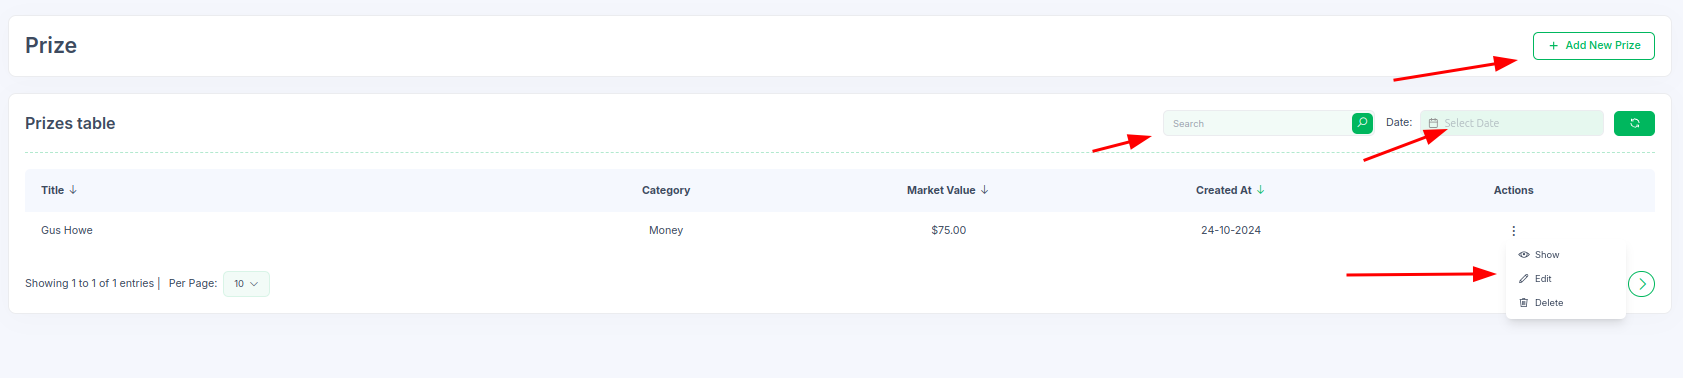 Prize
+ Add New Prize
Prizes table
Search
Date: Select Date
Title Category Market Value Created At Actions
Gus Howe Money $75.00 24-10-2024
Show
Edit
Delete
Showing 1 to 1 of 1 entries | Per Page: 10